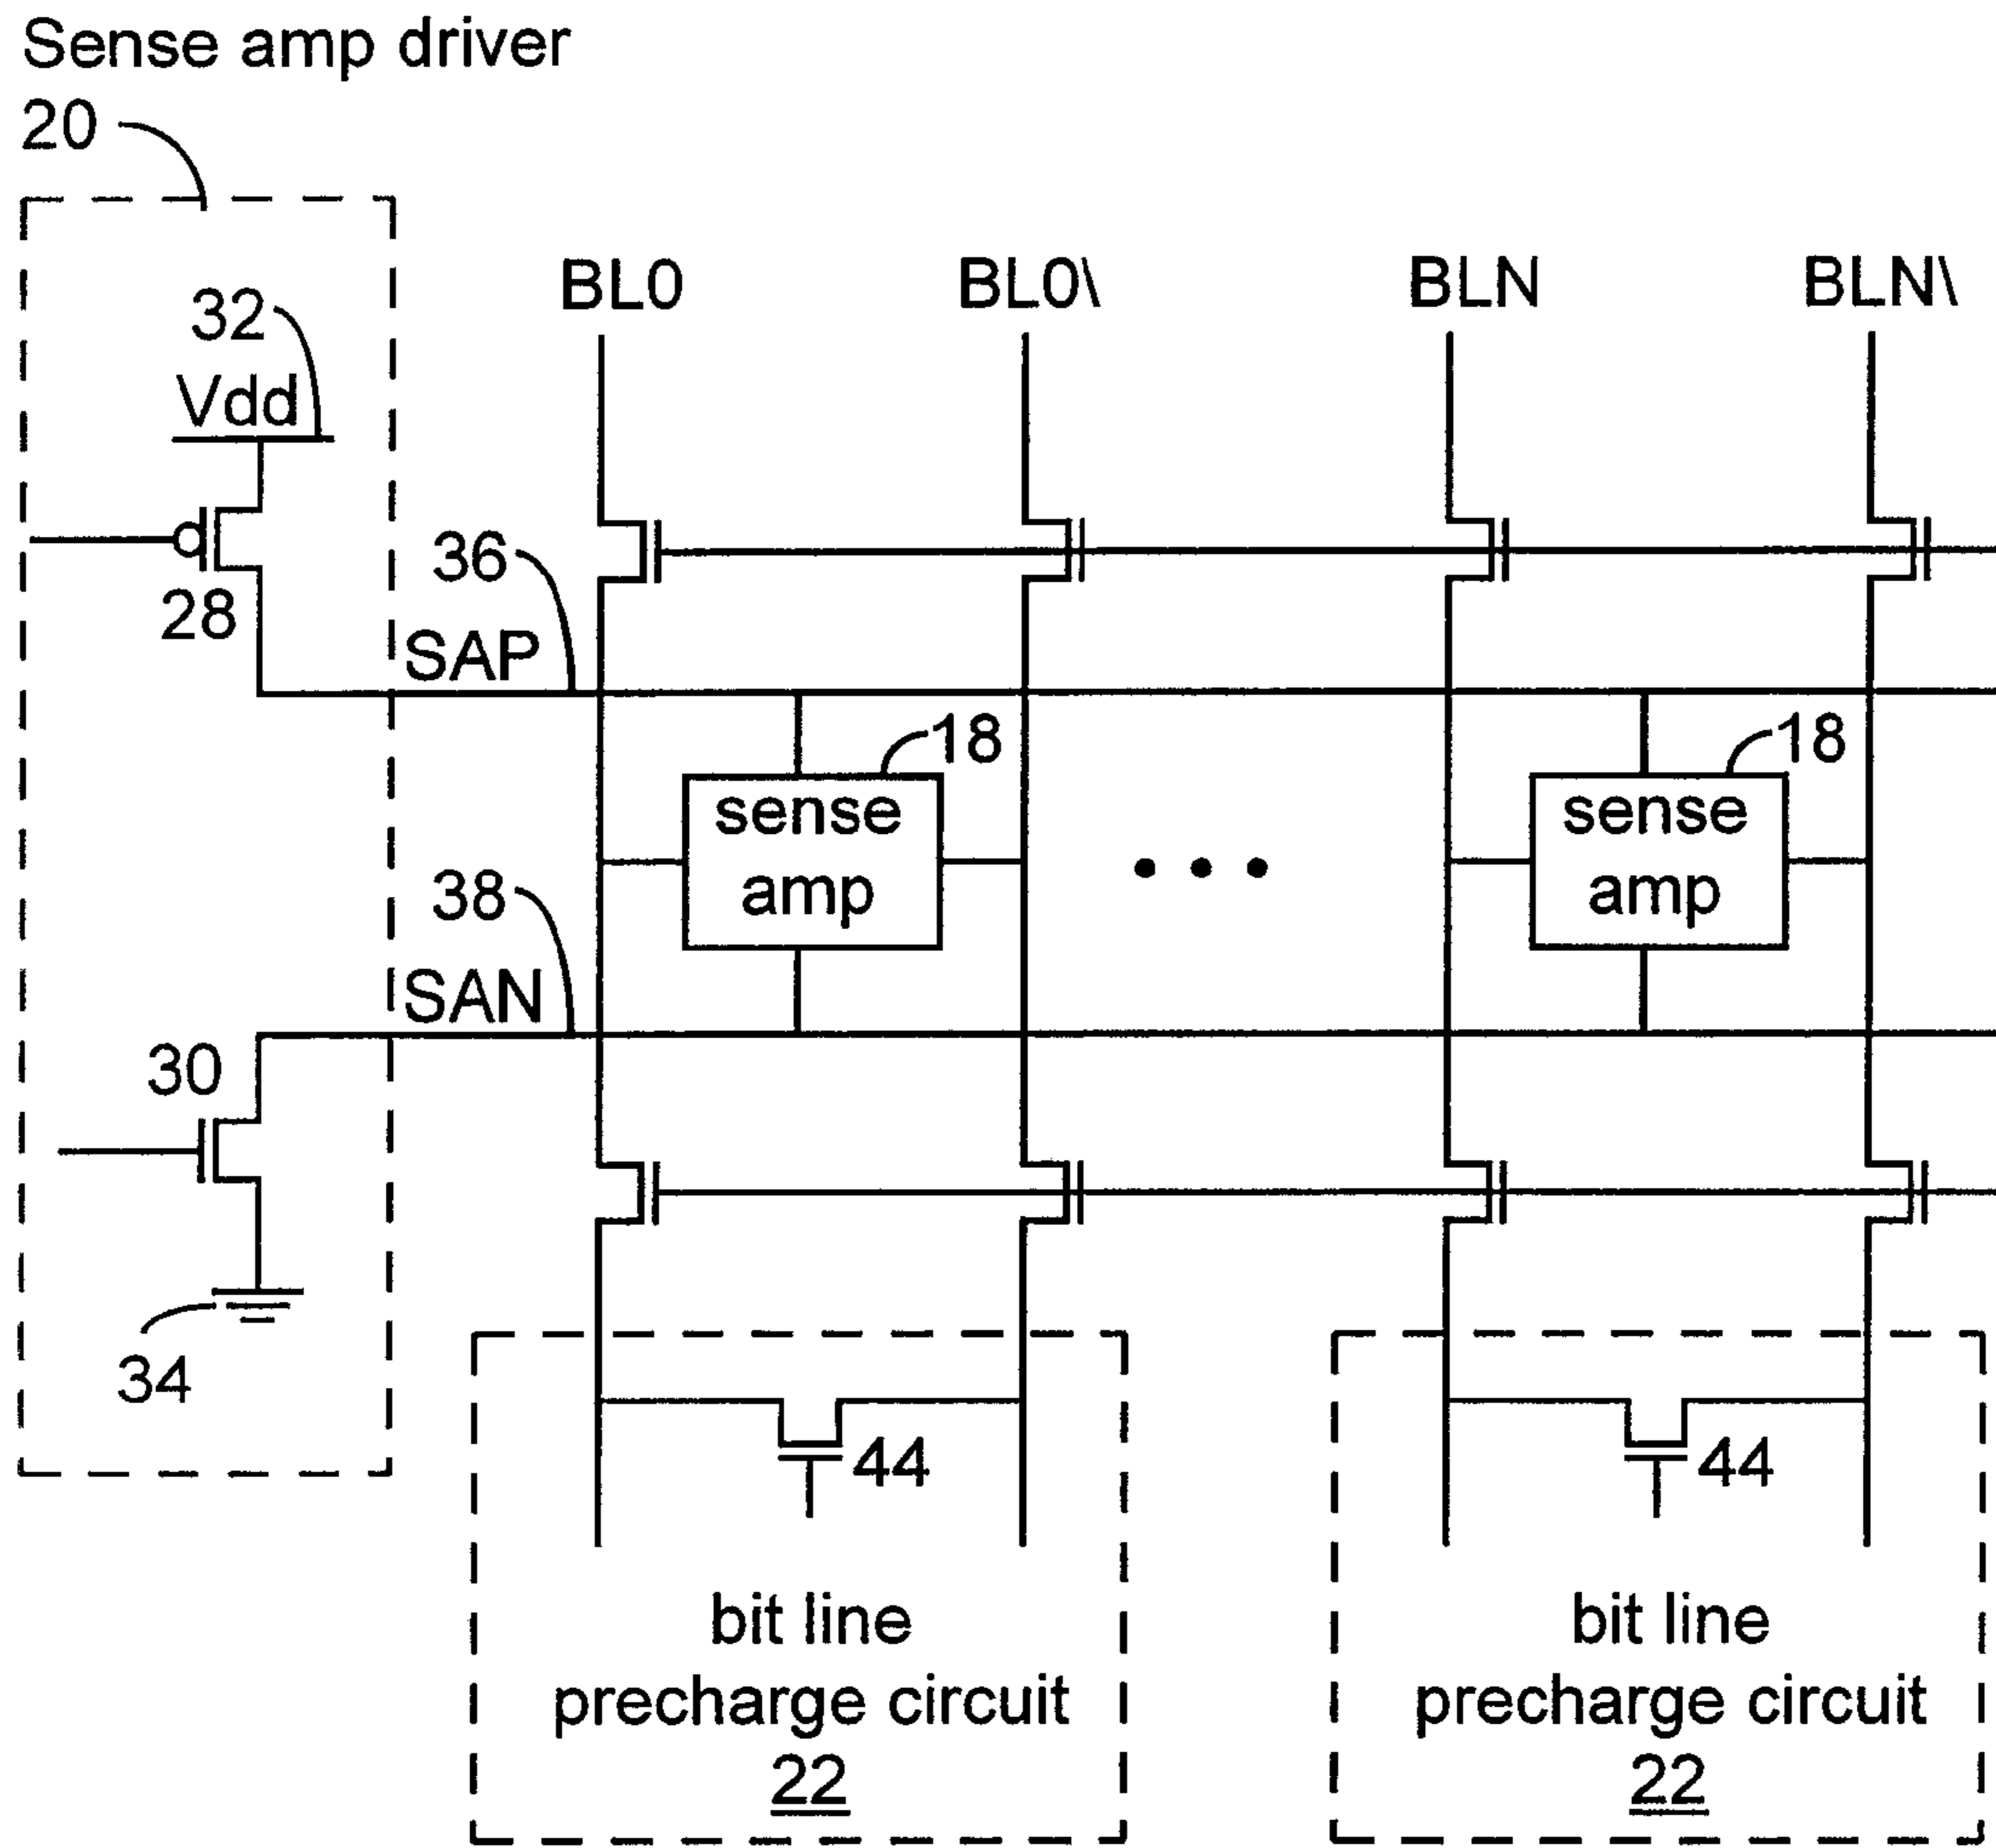 Sense amp driver
20
BL0 BL0\ BLN BLN\
32
Vdd
36
28
SAP
18 18
sense amp
sense amp
38
SAN
30
34
44 44
bit line
precharge circuit
22
bit line
precharge circuit
22